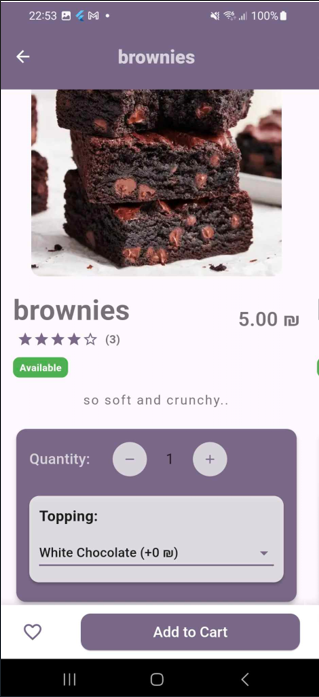 22:53 100%
brownies
brownies
5.00 ₪
(3)
Available
so soft and crunchy..
Quantity: − 1 +
Topping:
White Chocolate (+0 ₪)
Add to Cart